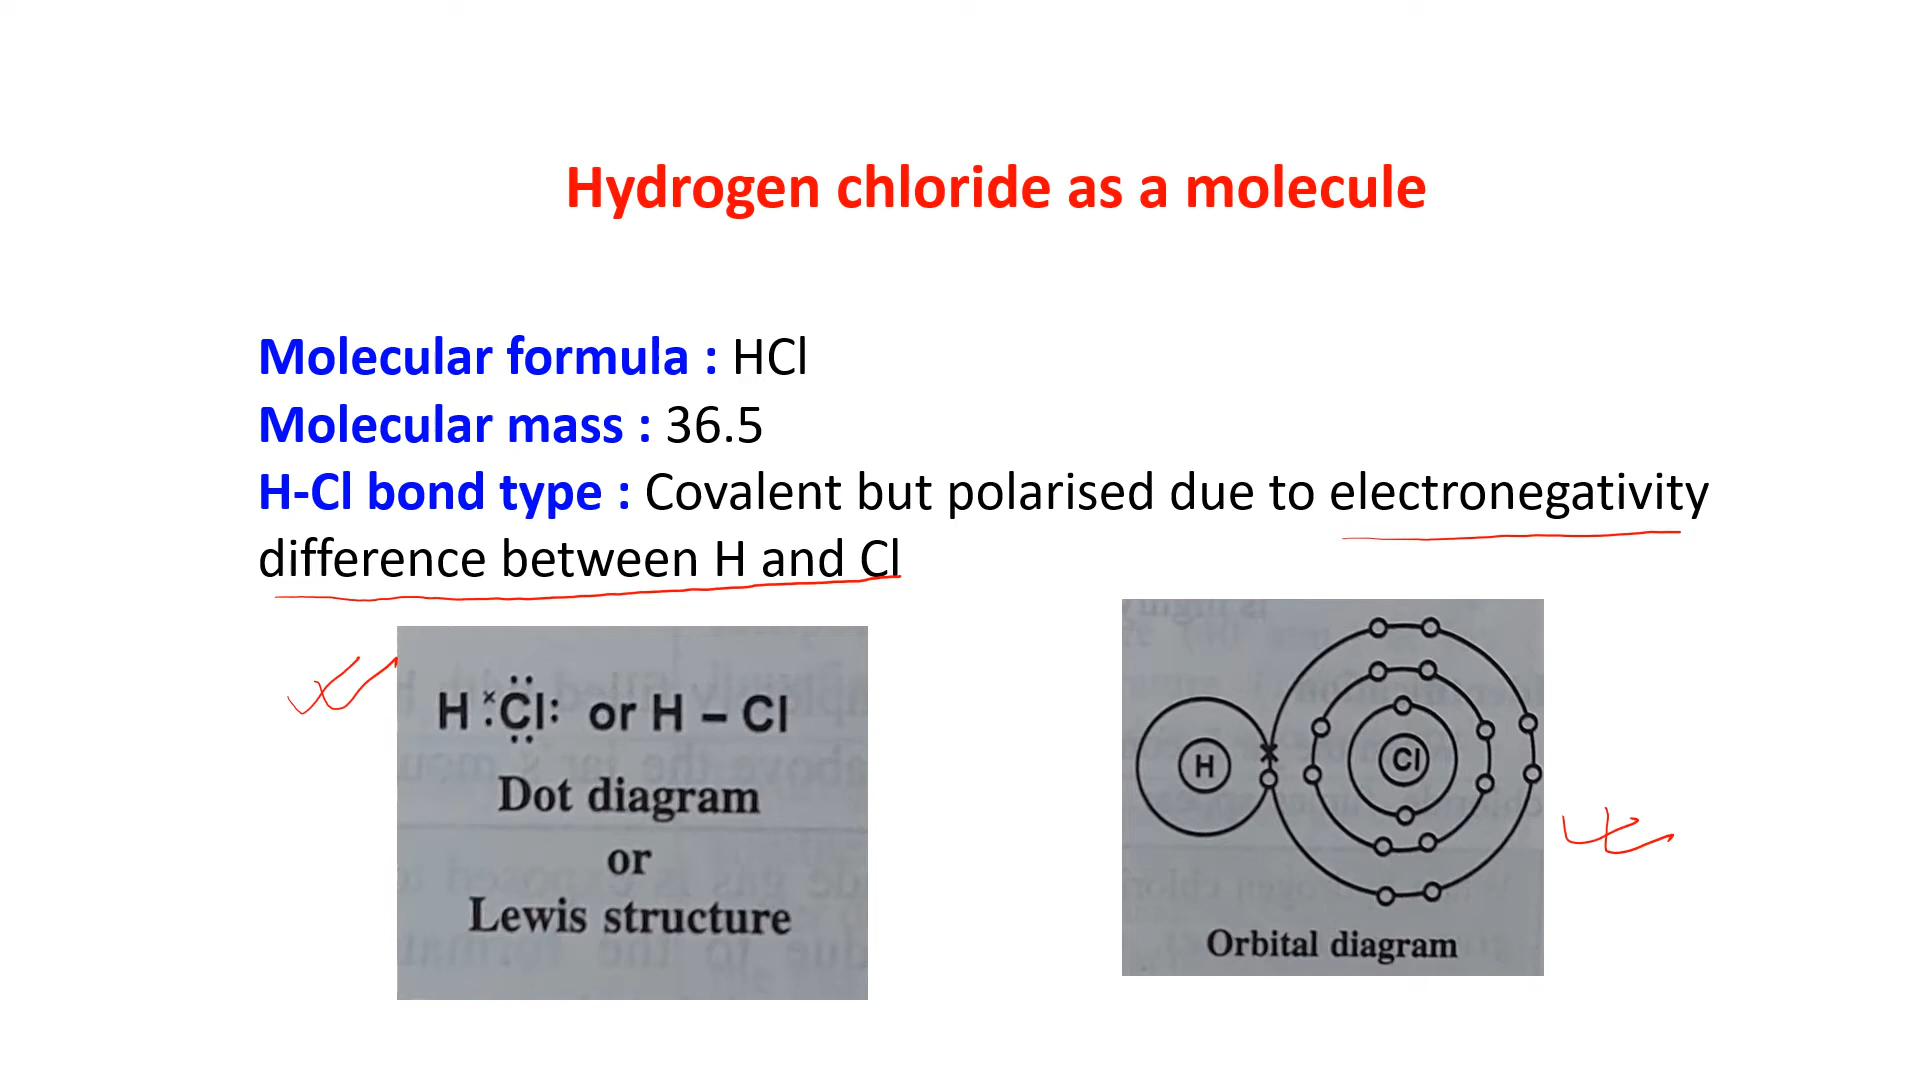 Hydrogen chloride as a molecule
Molecular formula : HCl
Molecular mass : 36.5
H-Cl bond type : Covalent but polarised due to electronegativity
difference between H and Cl
H ×Cl: or H – Cl
Dot diagram
or
Lewis structure
H
Cl
Orbital diagram